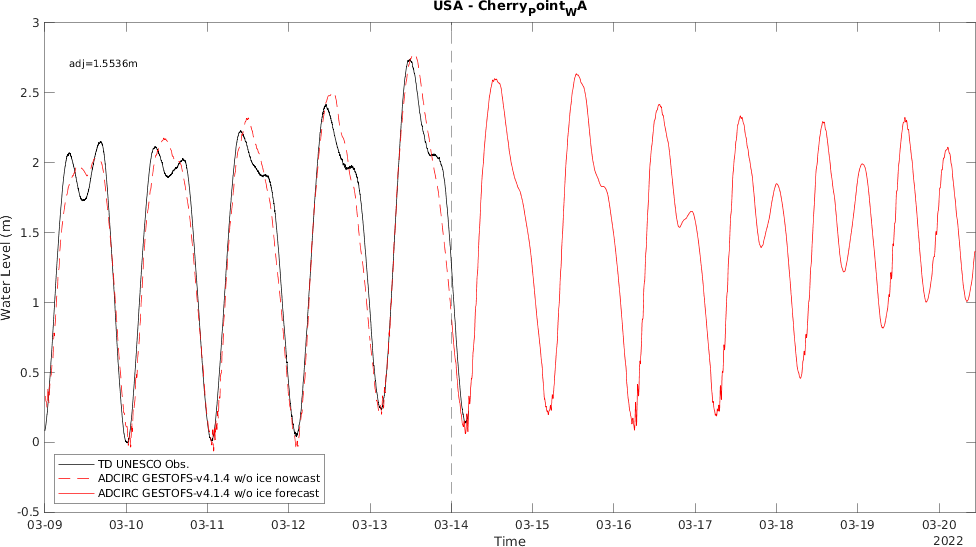 USA - Cherry_Point_WA
adj=1.5536m
3
2.5
2
1.5
1
0.5
0
-0.5
Water Level (m)
TD UNESCO Obs.
ADCIRC GESTOFS-v4.1.4 w/o ice nowcast
ADCIRC GESTOFS-v4.1.4 w/o ice forecast
03-09 03-10 03-11 03-12 03-13 03-14 03-15 03-16 03-17 03-18 03-19 03-20
Time
2022